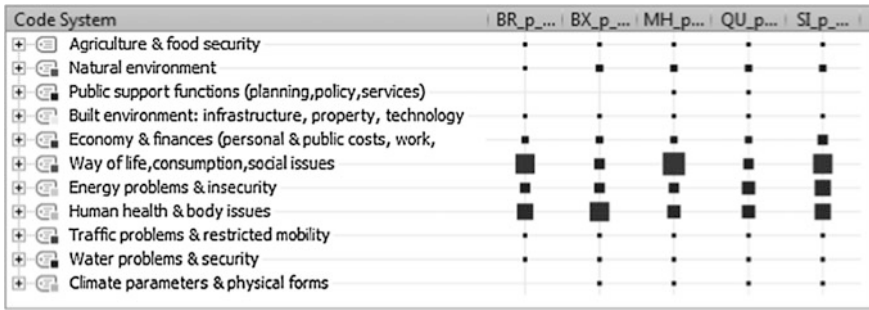 Code System BR_p_... BX_p_... MH_p... QU_p... SI_p_...
Agriculture & food security
Natural environment
Public support functions (planning,policy,services)
Built environment: infrastructure, property, technology
Economy & finances (personal & public costs, work,
Way of life,consumption,social issues
Energy problems & insecurity
Human health & body issues
Traffic problems & restricted mobility
Water problems & security
Climate parameters & physical forms